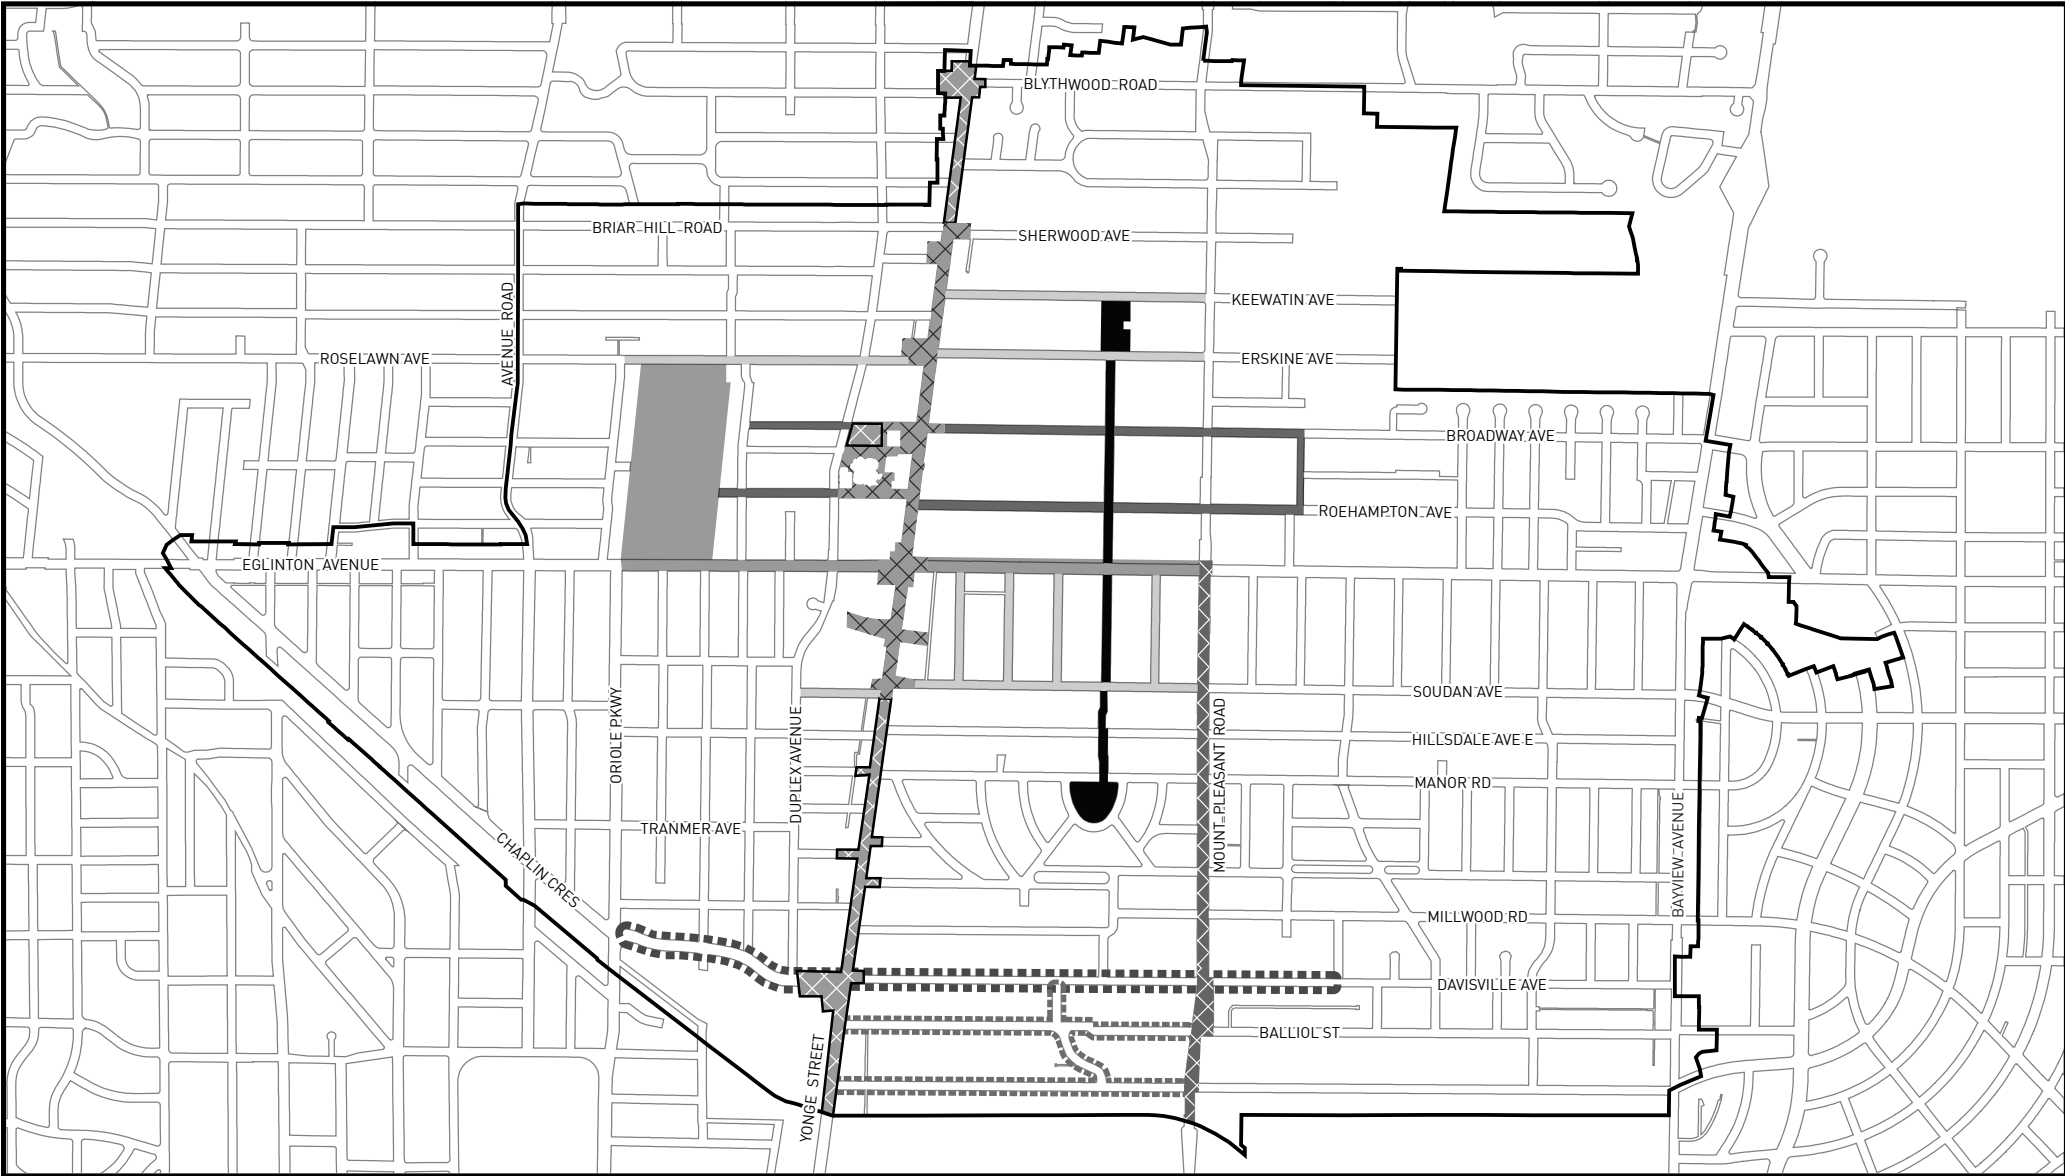 BLYTHWOOD ROAD
BRIAR HILL ROAD
SHERWOOD AVE
AVENUE ROAD
KEEWATIN AVE
ROSELAWN AVE
ERSKINE AVE
BROADWAY AVE
ROEHAMPTON AVE
EGLINTON AVENUE
ORIOLE PKWY
DUPLEX AVENUE
MOUNT PLEASANT ROAD
SOUDAN AVE
HILLSDALE AVE E
MANOR RD
BAYVIEW AVENUE
TRANMER AVE
CHAPLIN CRES
MILLWOOD RD
DAVISVILLE AVE
BALLIOL ST
YONGE STREET